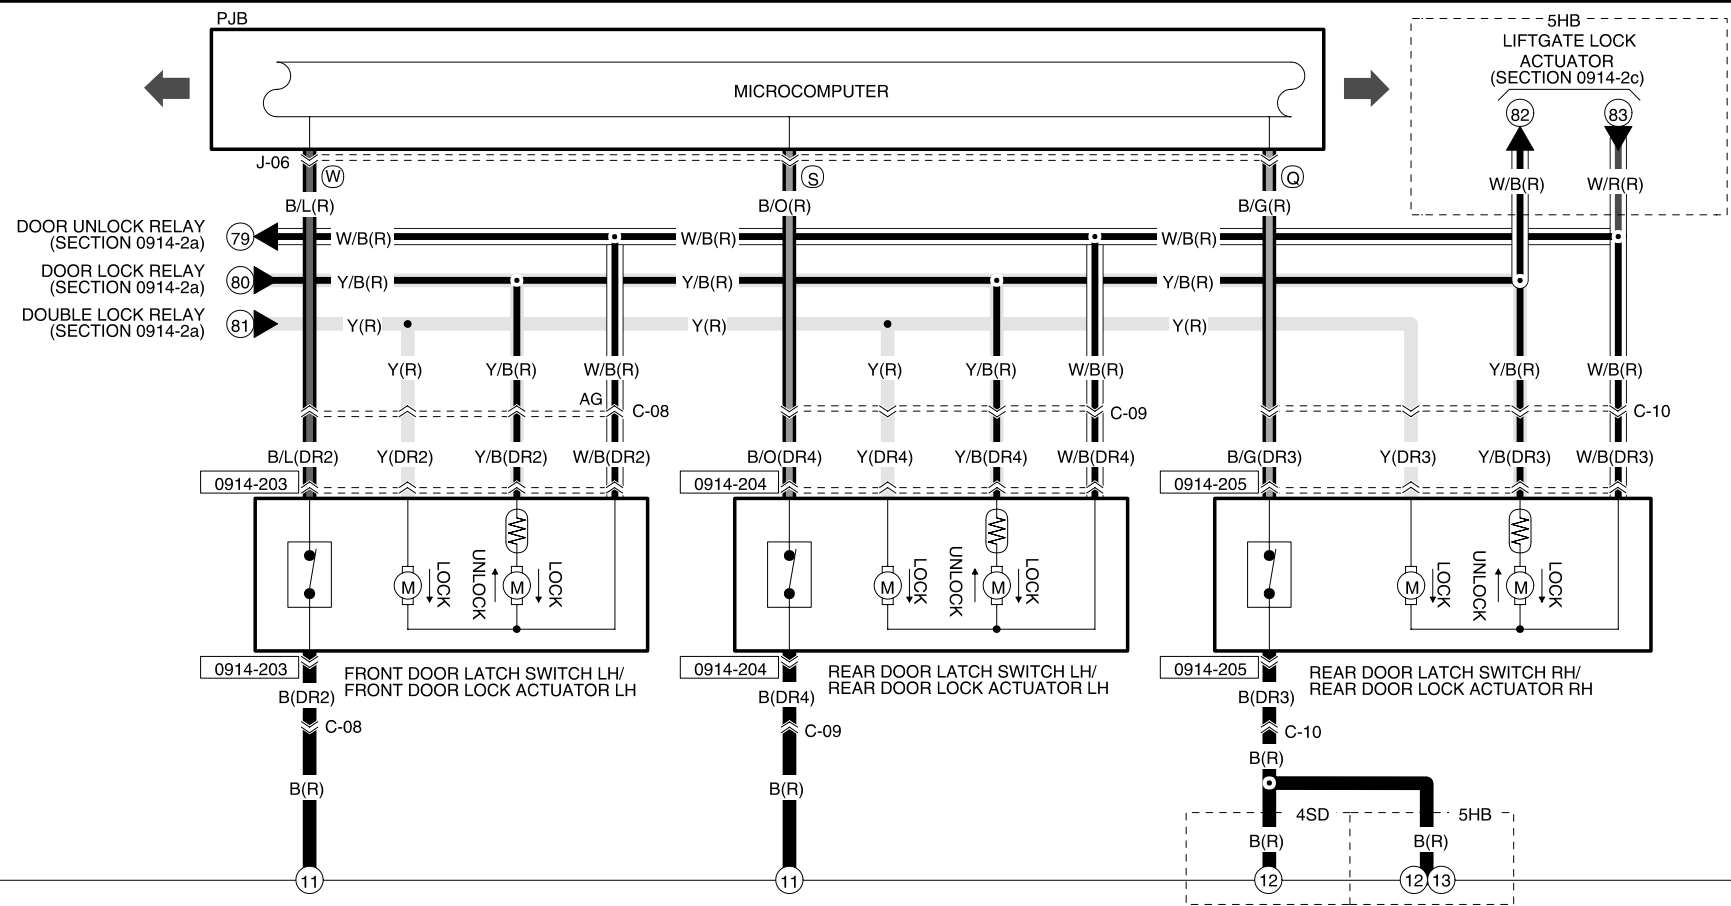 PJB
5HB
LIFTGATE LOCK
ACTUATOR
(SECTION 0914-2c)
MICROCOMPUTER
82 83
J-06 W S Q
W/B(R) W/R(R)
B/L(R) B/O(R) B/G(R)
DOOR UNLOCK RELAY
(SECTION 0914-2a)
79 W/B(R) W/B(R) W/B(R)
DOOR LOCK RELAY
(SECTION 0914-2a)
80 Y/B(R) Y/B(R) Y/B(R)
DOUBLE LOCK RELAY
(SECTION 0914-2a)
81 Y(R) Y(R) Y(R)
Y(R) Y/B(R) W/B(R) Y(R) Y/B(R) W/B(R) Y/B(R) W/B(R)
AG C-08 C-09 C-10
B/L(DR2) Y(DR2) Y/B(DR2) W/B(DR2) B/O(DR4) Y(DR4) Y/B(DR4) W/B(DR4) B/G(DR3) Y(DR3) Y/B(DR3) W/B(DR3)
0914-203 0914-204 0914-205
M LOCK UNLOCK M LOCK M LOCK UNLOCK M LOCK M LOCK UNLOCK M LOCK
0914-203 0914-204 0914-205
FRONT DOOR LATCH SWITCH LH/
FRONT DOOR LOCK ACTUATOR LH
REAR DOOR LATCH SWITCH LH/
REAR DOOR LOCK ACTUATOR LH
REAR DOOR LATCH SWITCH RH/
REAR DOOR LOCK ACTUATOR RH
B(DR2) B(DR4) B(DR3)
C-08 C-09 C-10
B(R)
B(R) B(R)
4SD 5HB
B(R) B(R)
11 11 12 12 13